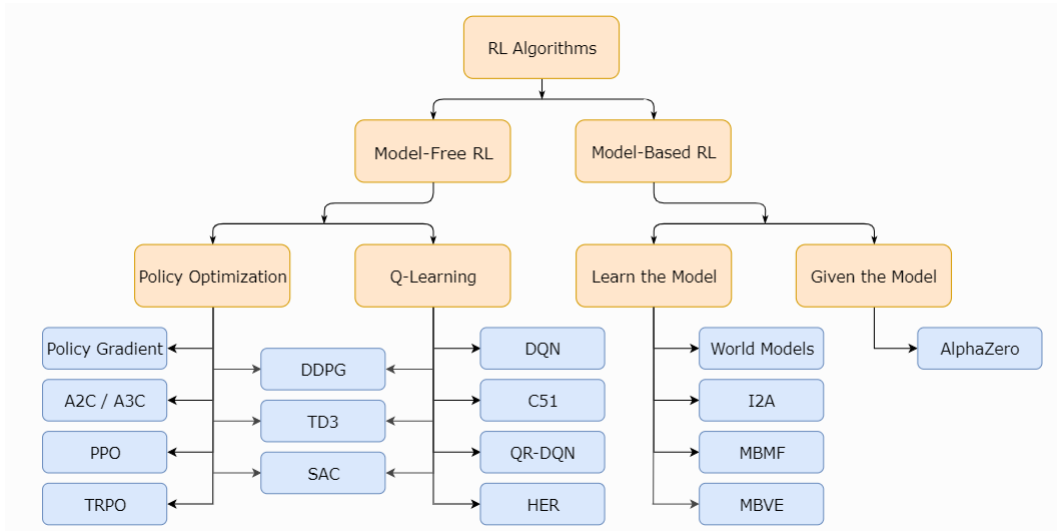 RL Algorithms
Model-Free RL
Model-Based RL
Policy Optimization
Q-Learning
Learn the Model
Given the Model
Policy Gradient
DDPG
DQN
World Models
AlphaZero
A2C / A3C
TD3
C51
I2A
PPO
SAC
QR-DQN
MBMF
TRPO
HER
MBVE